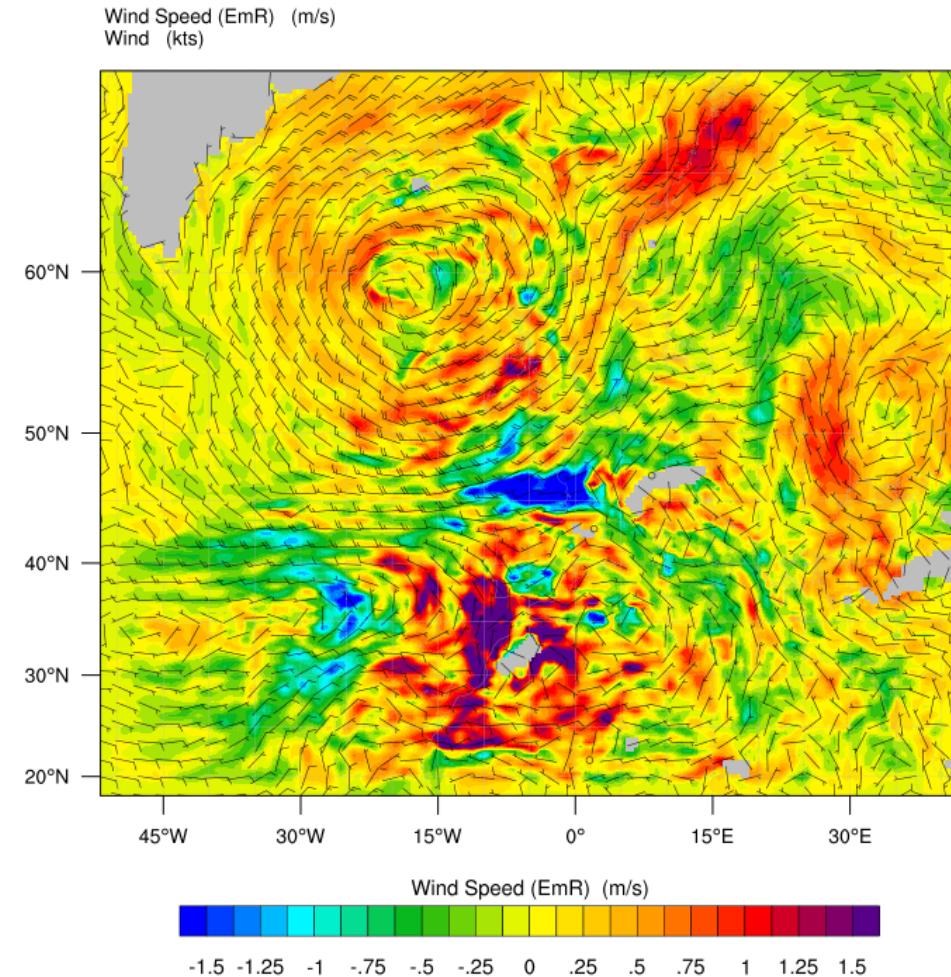 Wind Speed (EmR) (m/s)
Wind (kts)
60°N
50°N
40°N
30°N
20°N
45°W 30°W 15°W 0° 15°E 30°E
Wind Speed (EmR) (m/s)
-1.5 -1.25 -1 -.75 -.5 -.25 0 .25 .5 .75 1 1.25 1.5